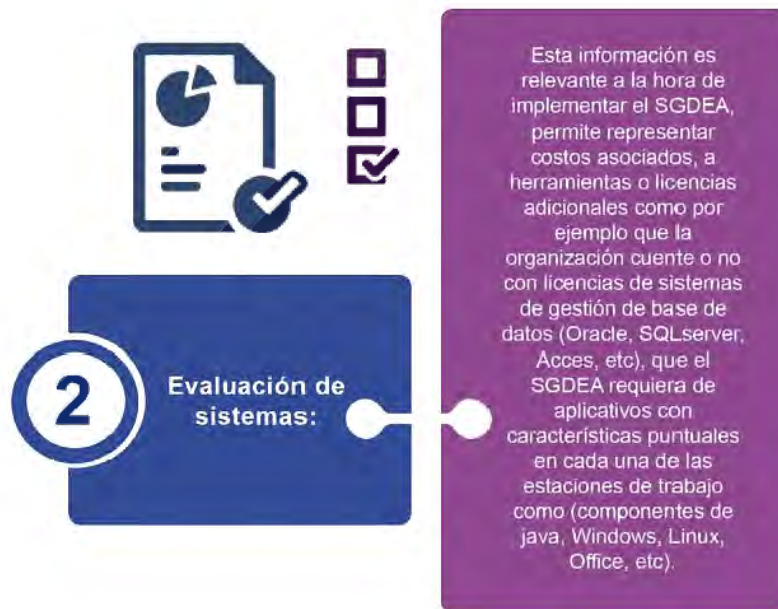 2
Evaluación de
sistemas:
Esta información es
relevante a la hora de
implementar el SGDEA,
permite representar
costos asociados, a
herramientas o licencias
adicionales como por
ejemplo que la
organización cuente o no
con licencias de sistemas
de gestión de base de
datos (Oracle, SQLserver,
Acces, etc), que el
SGDEA requiera de
aplicativos con
características puntuales
en cada una de las
estaciones de trabajo
como (componentes de
java, Windows, Linux,
Office, etc).